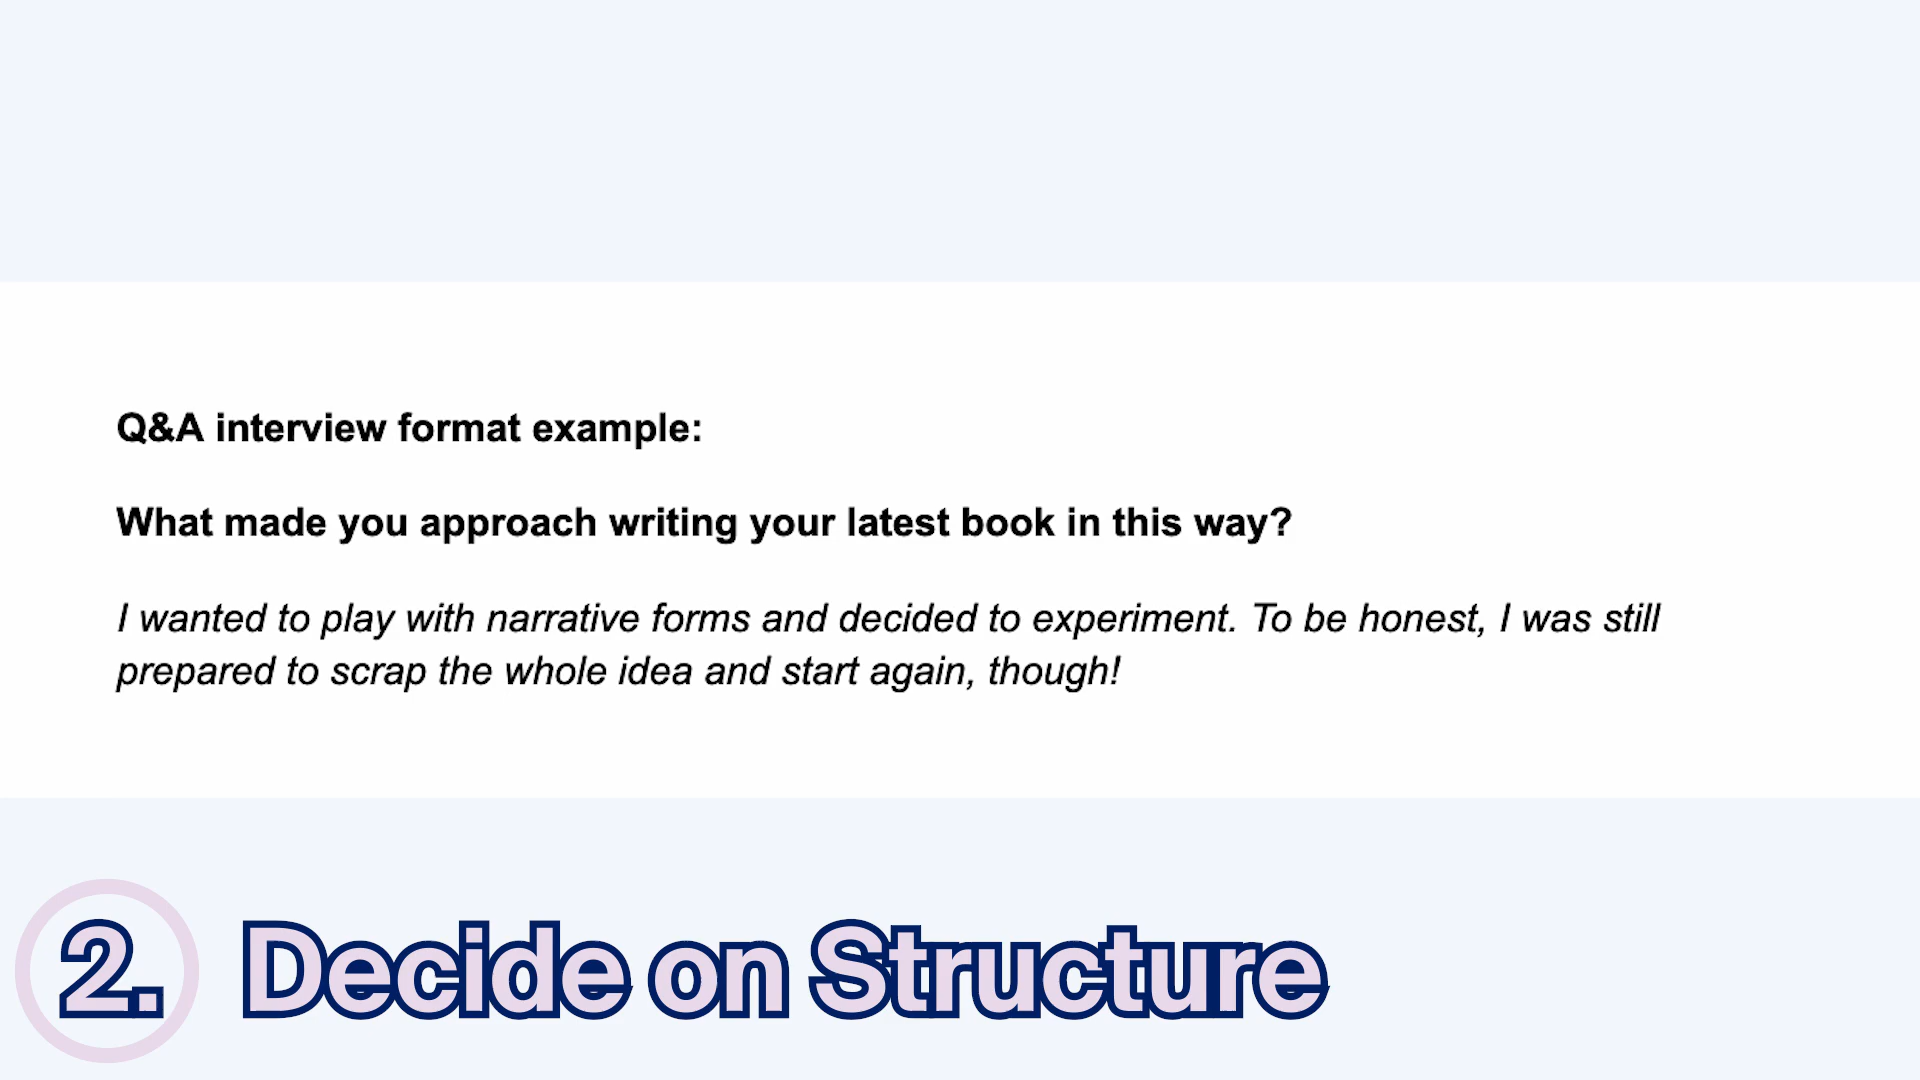 Q&A interview format example:
What made you approach writing your latest book in this way?
I wanted to play with narrative forms and decided to experiment. To be honest, I was still
prepared to scrap the whole idea and start again, though!
2. Decide on Structure